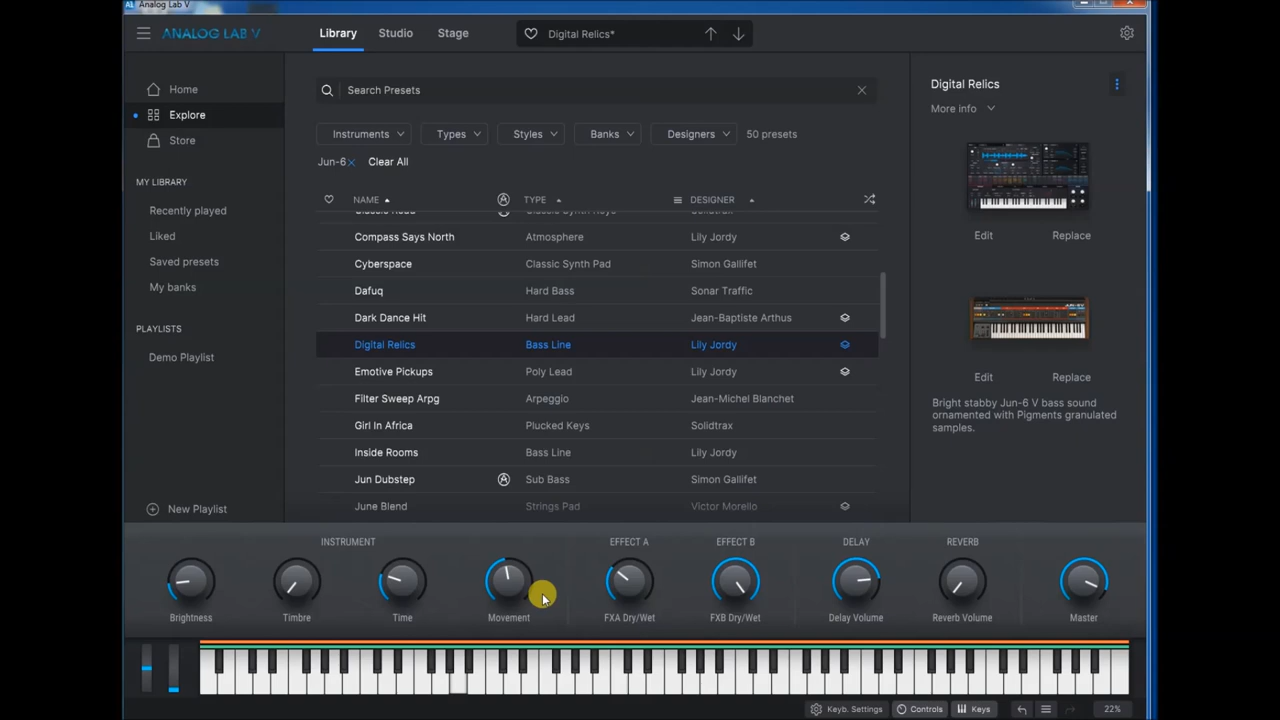 Analog Lab V
ANALOG LAB V
Library
Studio
Stage
Digital Relics*
Home
Explore
Store
MY LIBRARY
Recently played
Liked
Saved presets
My banks
PLAYLISTS
Demo Playlist
New Playlist
Search Presets
Instruments
Types
Styles
Banks
Designers
50 presets
Jun-6
Clear All
NAME TYPE DESIGNER
Classic Road Classic Synth Keys Solidtrax
Compass Says North Atmosphere Lily Jordy
Cyberspace Classic Synth Pad Simon Gallifet
Dafuq Hard Bass Sonar Traffic
Dark Dance Hit Hard Lead Jean-Baptiste Arthus
Digital Relics Bass Line Lily Jordy
Emotive Pickups Poly Lead Lily Jordy
Filter Sweep Arpg Arpeggio Jean-Michel Blanchet
Girl In Africa Plucked Keys Solidtrax
Inside Rooms Bass Line Lily Jordy
Jun Dubstep Sub Bass Simon Gallifet
June Blend Strings Pad Victor Morello
Digital Relics
More info
Edit Replace
Edit Replace
Bright stabby Jun-6 V bass sound
ornamented with Pigments granulated
samples.
INSTRUMENT EFFECT A EFFECT B DELAY REVERB
Brightness Timbre Time Movement FXA Dry/Wet FXB Dry/Wet Delay Volume Reverb Volume Master
Keyb. Settings Controls Keys 22%